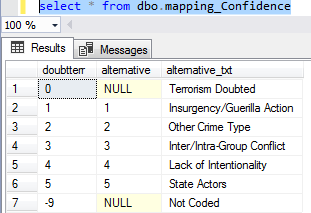 select * from dbo.mapping_Confidence
100 %
Results Messages
doubtterr alternative alternative_txt
1 0 NULL Terrorism Doubted
2 1 1 Insurgency/Guerilla Action
3 2 2 Other Crime Type
4 3 3 Inter/Intra-Group Conflict
5 4 4 Lack of Intentionality
6 5 5 State Actors
7 -9 NULL Not Coded